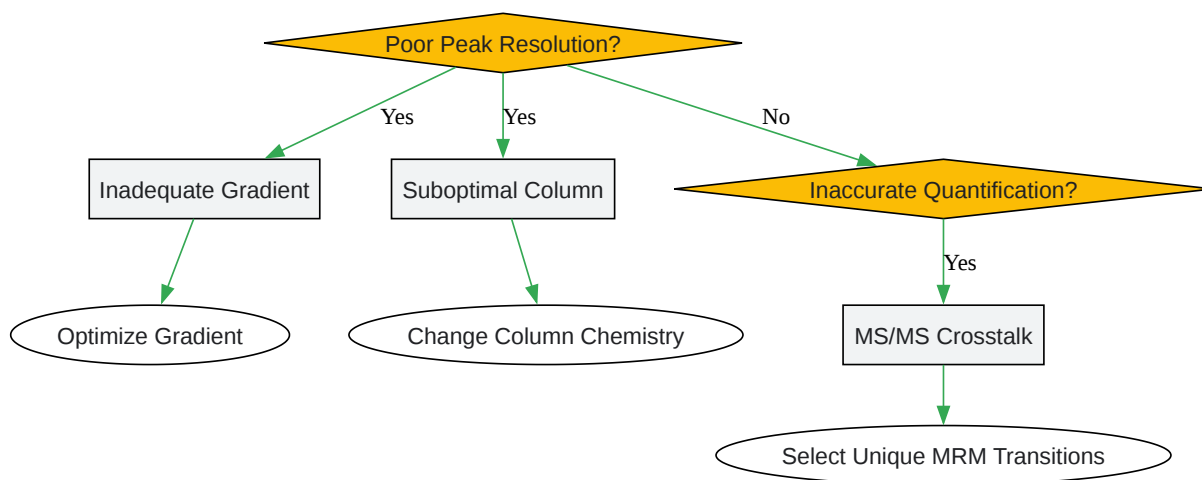 Poor Peak Resolution?
Yes
Yes
No
Inadequate Gradient
Suboptimal Column
Inaccurate Quantification?
Yes
Optimize Gradient
Change Column Chemistry
MS/MS Crosstalk
Select Unique MRM Transitions